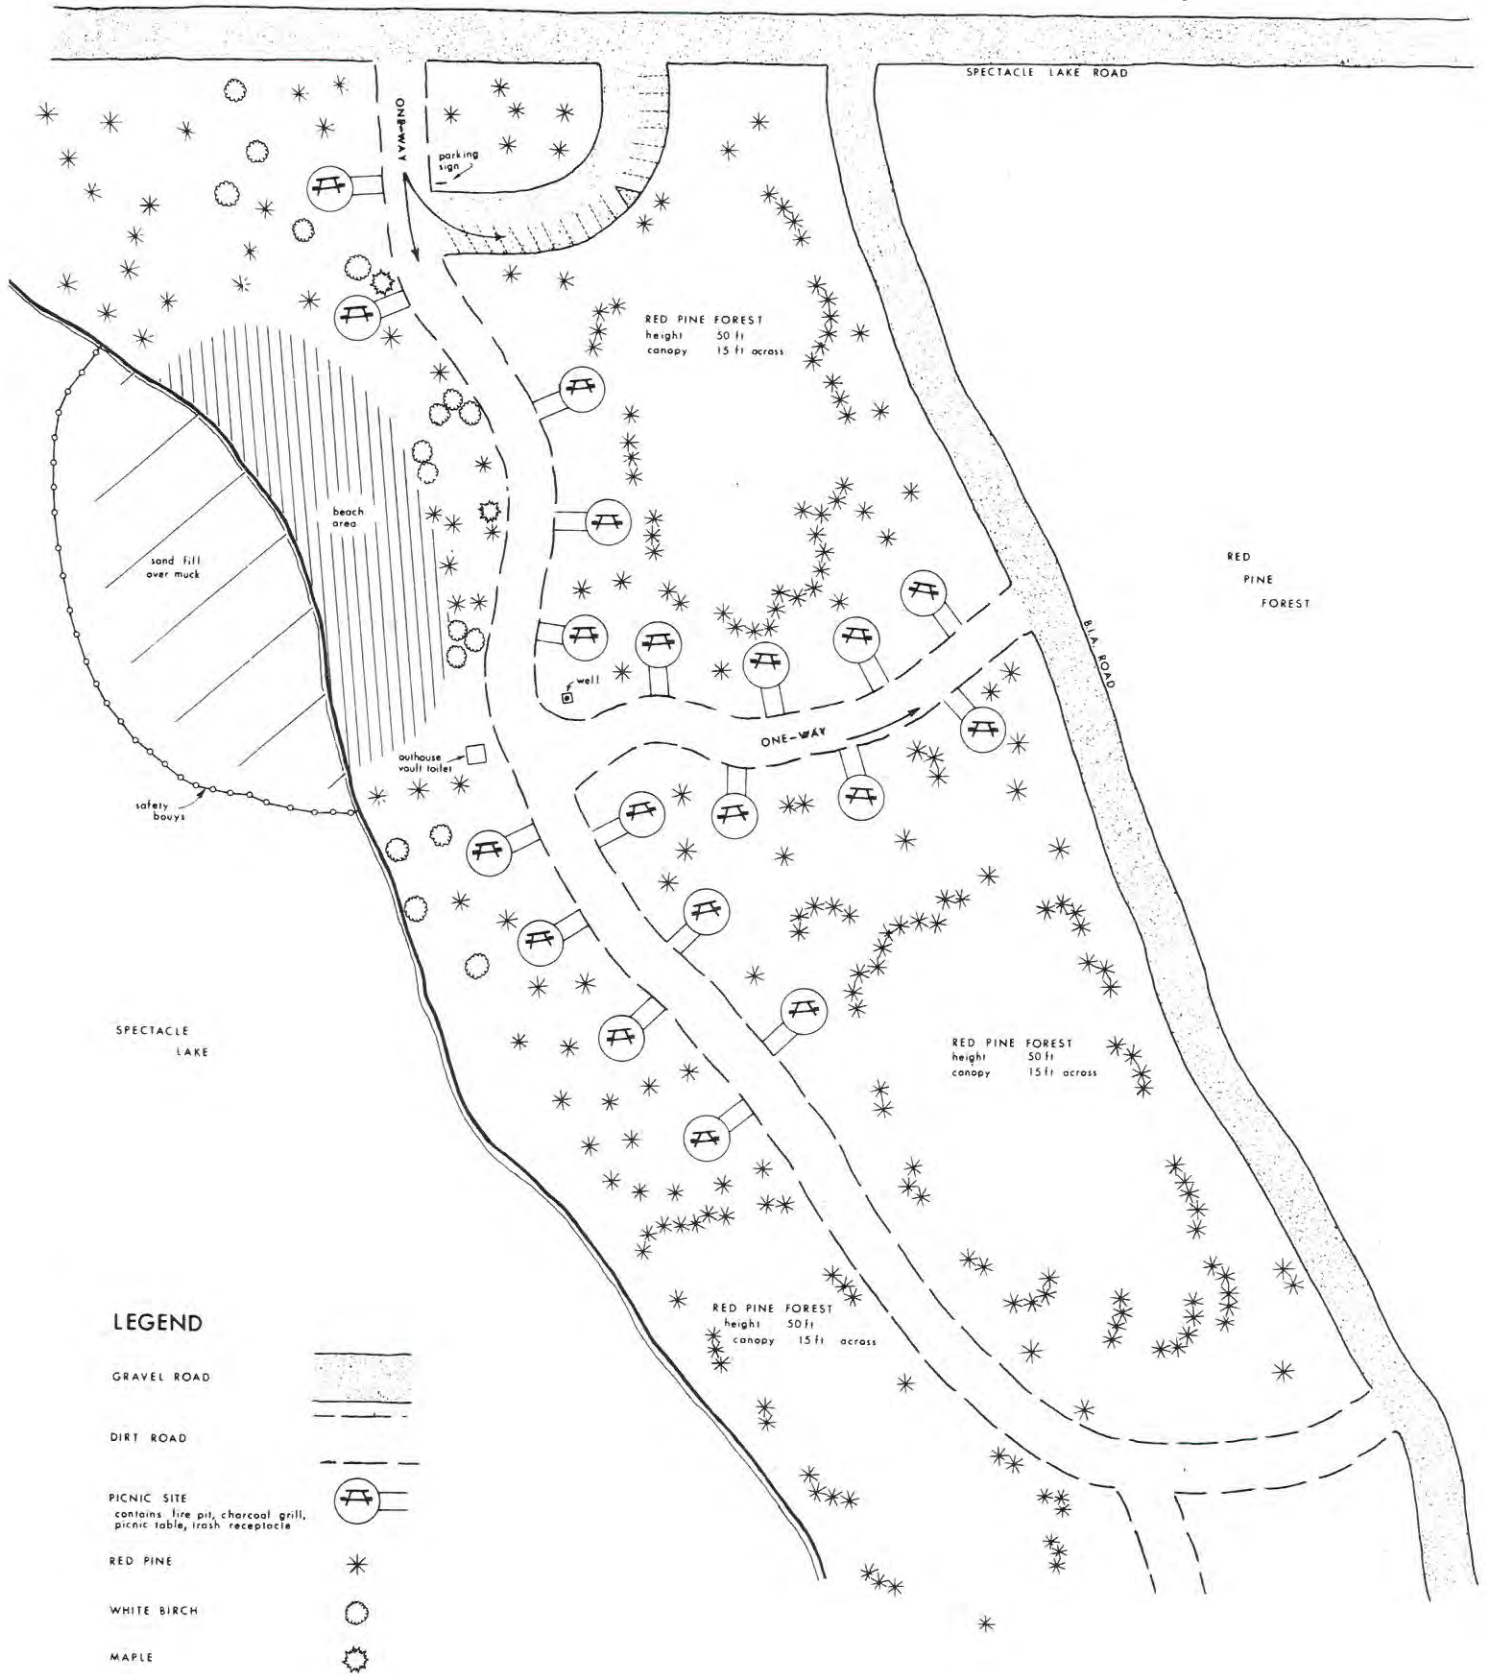 SPECTACLE LAKE ROAD
ONE-WAY
parking
sign
RED PINE FOREST
height 50 ft
canopy 15 ft across
beach
area
sand fill
over muck
RED
PINE
FOREST
B.I.A. ROAD
well
ONE-WAY
outhouse
vault toilet
safety
bouys
SPECTACLE
LAKE
RED PINE FOREST
height 50 ft
canopy 15 ft across
RED PINE FOREST
height 50 ft
canopy 15 ft across
LEGEND
GRAVEL ROAD
DIRT ROAD
PICNIC SITE
contains fire pit, charcoal grill,
picnic table, trash receptacle
RED PINE
WHITE BIRCH
MAPLE